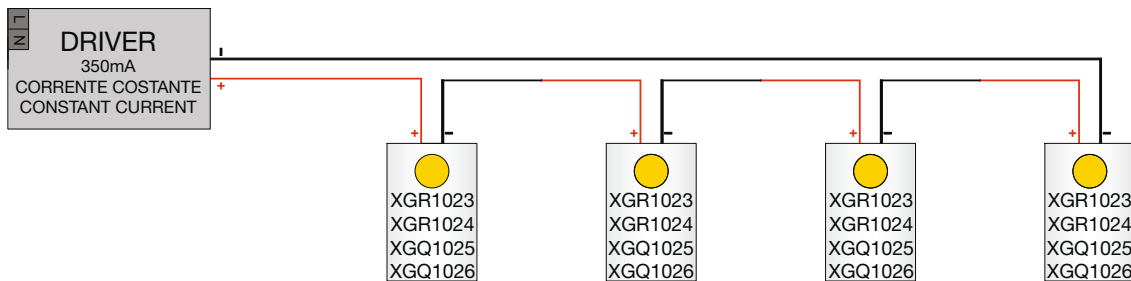 L N
DRIVER
350mA
CORRENTE COSTANTE
CONSTANT CURRENT
-
+
+ -
+ -
+ -
+ -
XGR1023
XGR1024
XGQ1025
XGQ1026
XGR1023
XGR1024
XGQ1025
XGQ1026
XGR1023
XGR1024
XGQ1025
XGQ1026
XGR1023
XGR1024
XGQ1025
XGQ1026